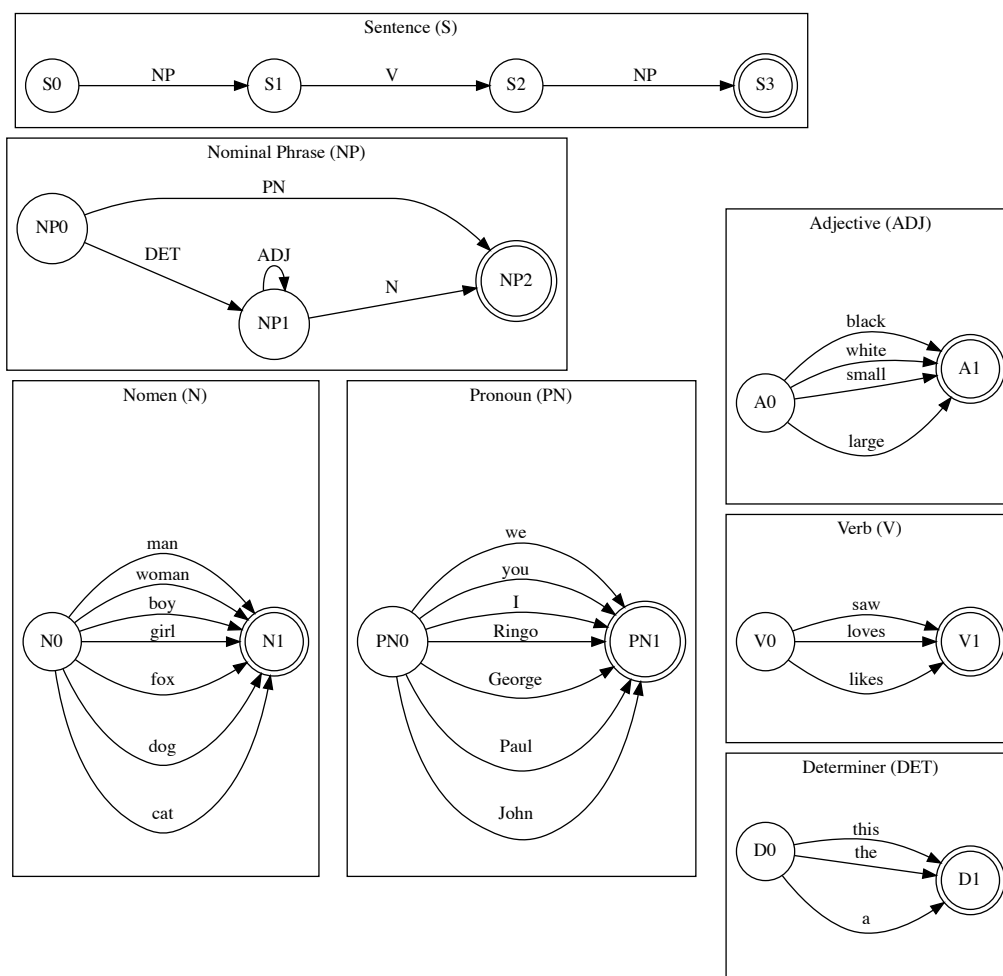 Sentence (S)
S0
NP
S1
V
S2
NP
S3
Nominal Phrase (NP)
NP0
PN
DET
ADJ
NP1
N
NP2
Adjective (ADJ)
A0
black
white
small
large
A1
Nomen (N)
N0
man
woman
boy
girl
fox
dog
cat
N1
Pronoun (PN)
PN0
we
you
I
Ringo
George
Paul
John
PN1
Verb (V)
V0
saw
loves
likes
V1
Determiner (DET)
D0
this
the
a
D1